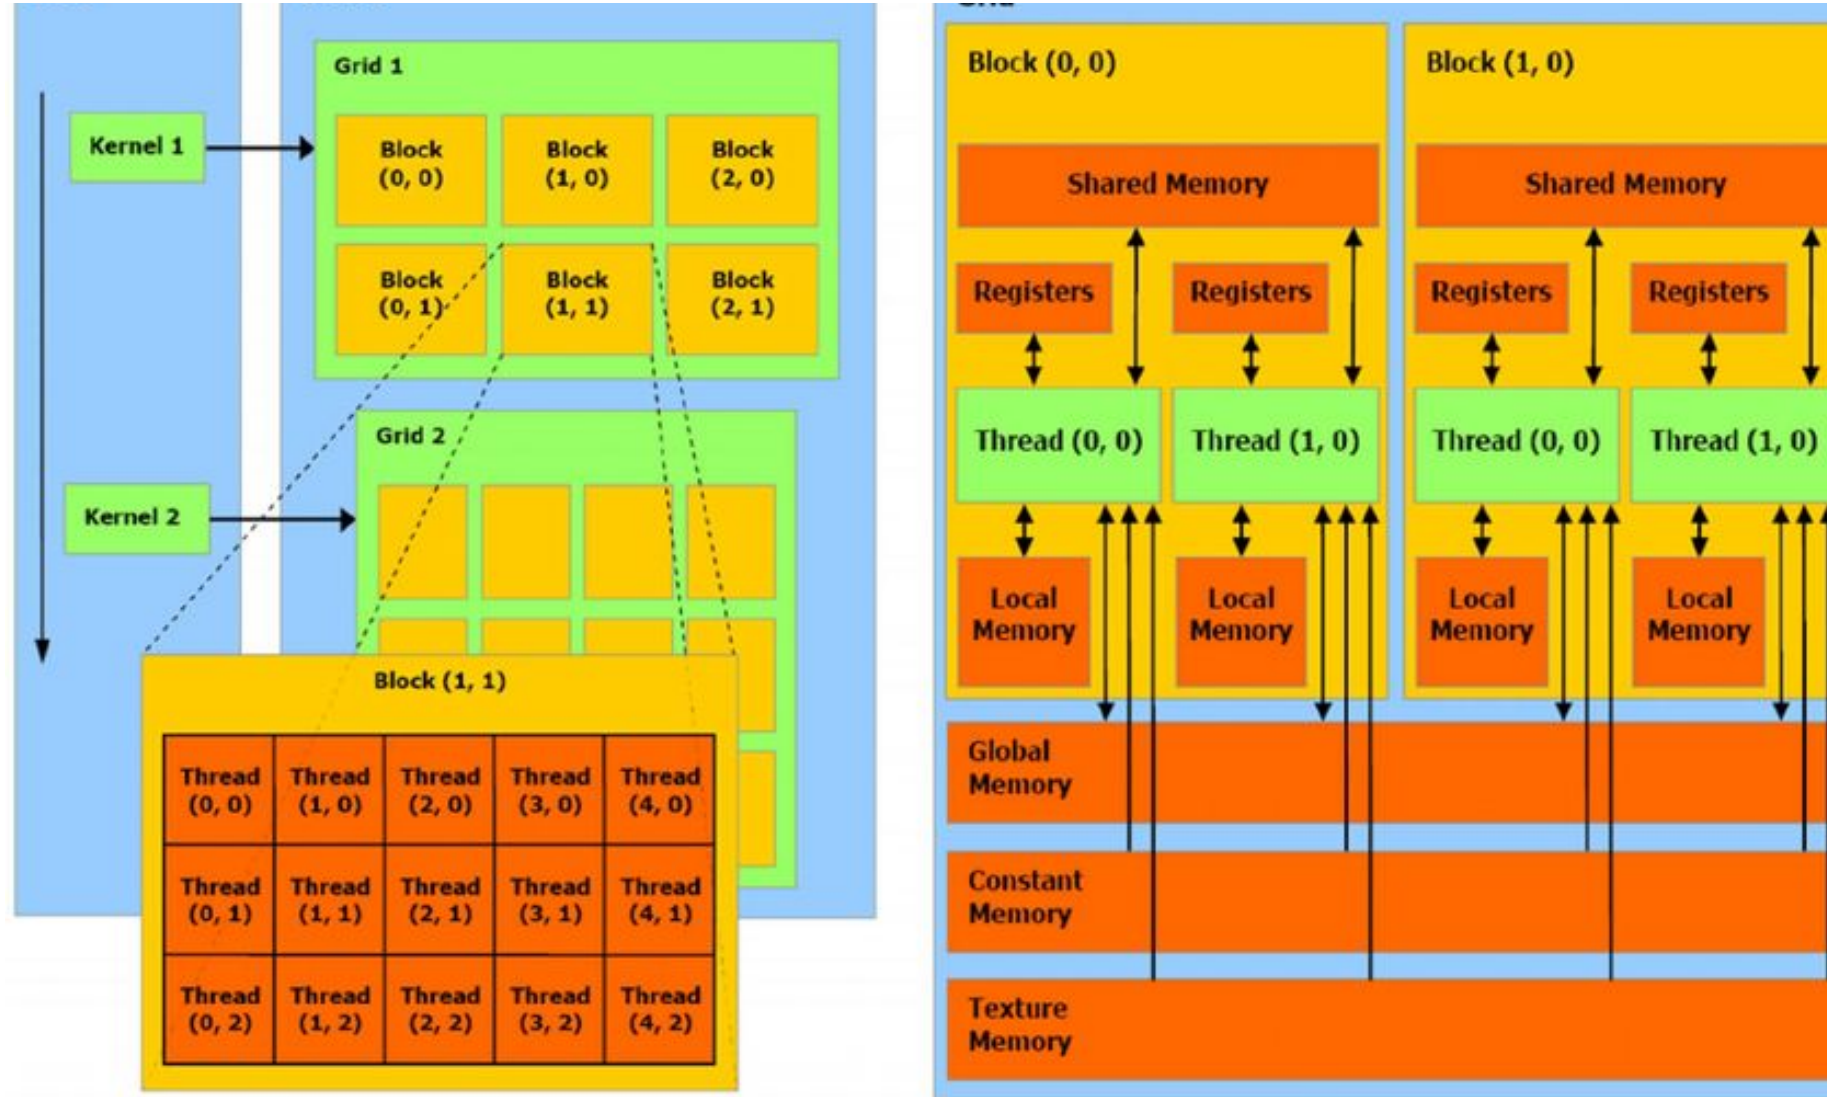 Grid 1
Kernel 1
Block Block Block
(0, 0) (1, 0) (2, 0)
Block Block Block
(0, 1) (1, 1) (2, 1)
Grid 2
Kernel 2
Block (1, 1)
Thread Thread Thread Thread Thread
(0, 0) (1, 0) (2, 0) (3, 0) (4, 0)
Thread Thread Thread Thread Thread
(0, 1) (1, 1) (2, 1) (3, 1) (4, 1)
Thread Thread Thread Thread Thread
(0, 2) (1, 2) (2, 2) (3, 2) (4, 2)
Block (0, 0) Block (1, 0)
Shared Memory Shared Memory
Registers Registers Registers Registers
Thread (0, 0) Thread (1, 0) Thread (0, 0) Thread (1, 0)
Local Local Local Local
Memory Memory Memory Memory
Global
Memory
Constant
Memory
Texture
Memory